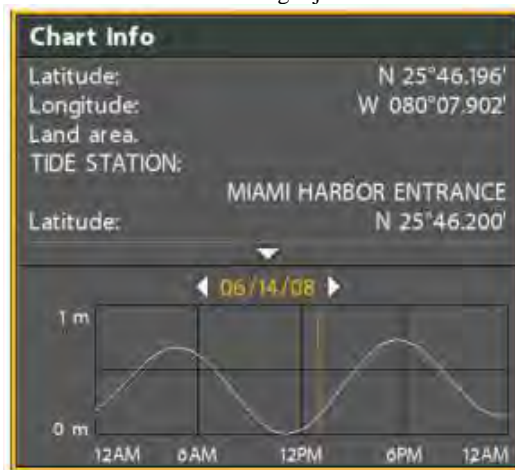 Chart Info
Latitude: N 25°46.196'
Longitude: W 080°07.902'
Land area.
TIDE STATION:
MIAMI HARBOR ENTRANCE
Latitude: N 25°46.200'
06/14/08
1 m
0 m
12AM 6AM 12PM 6PM 12AM